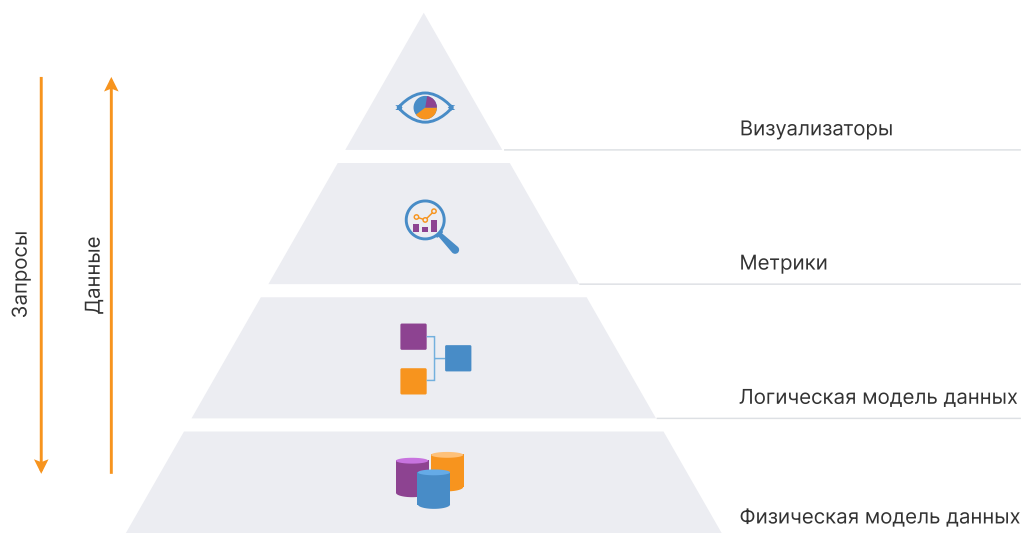 Запросы
Данные
Визуализаторы
Метрики
Логическая модель данных
Физическая модель данных